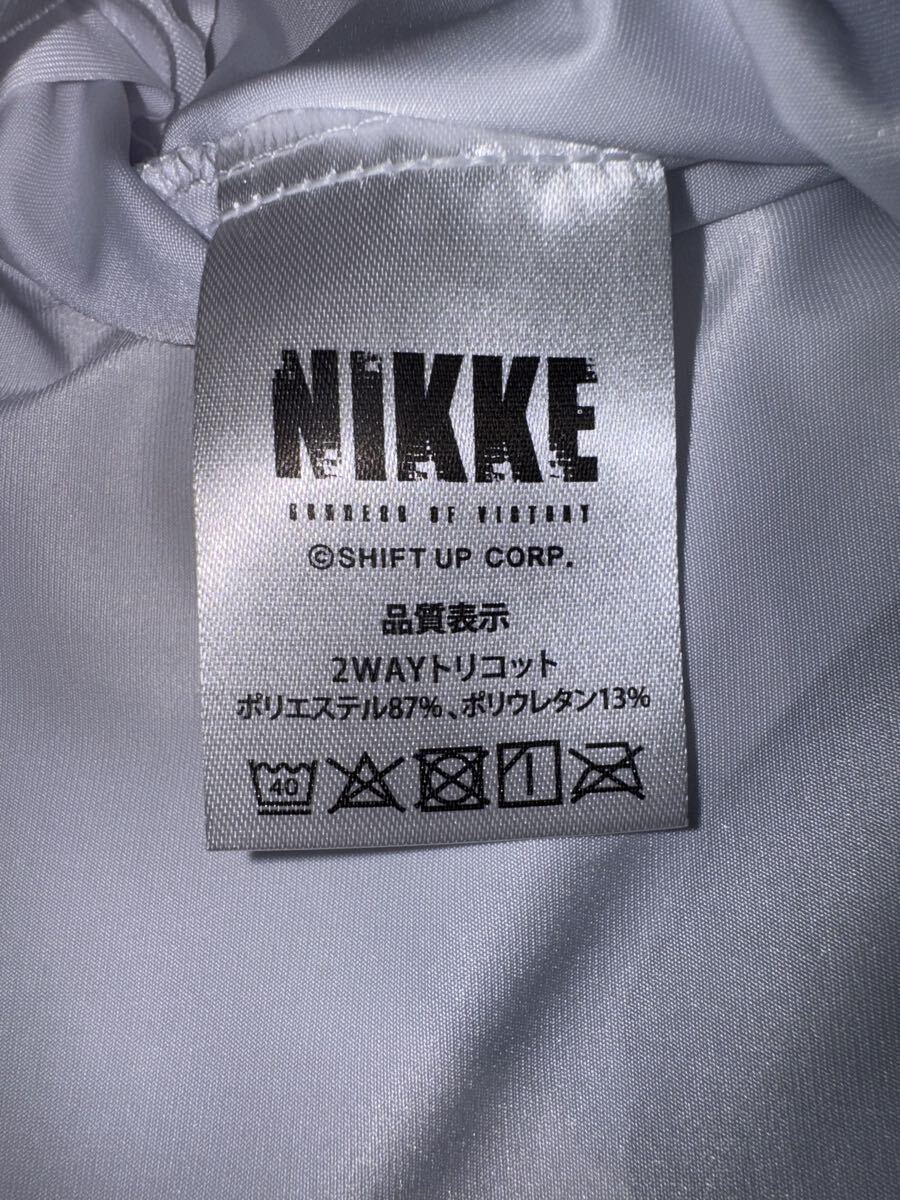 NIKKE
GODDESS OF VICTORY
©SHIFT UP CORP.
品質表示
2WAYトリコット
ポリエステル87%、ポリウレタン13%
40